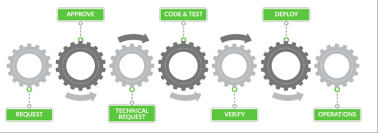 APPROVE
CODE & TEST
DEPLOY
REQUEST
TECHNICAL
REQUEST
VERIFY
OPERATIONS